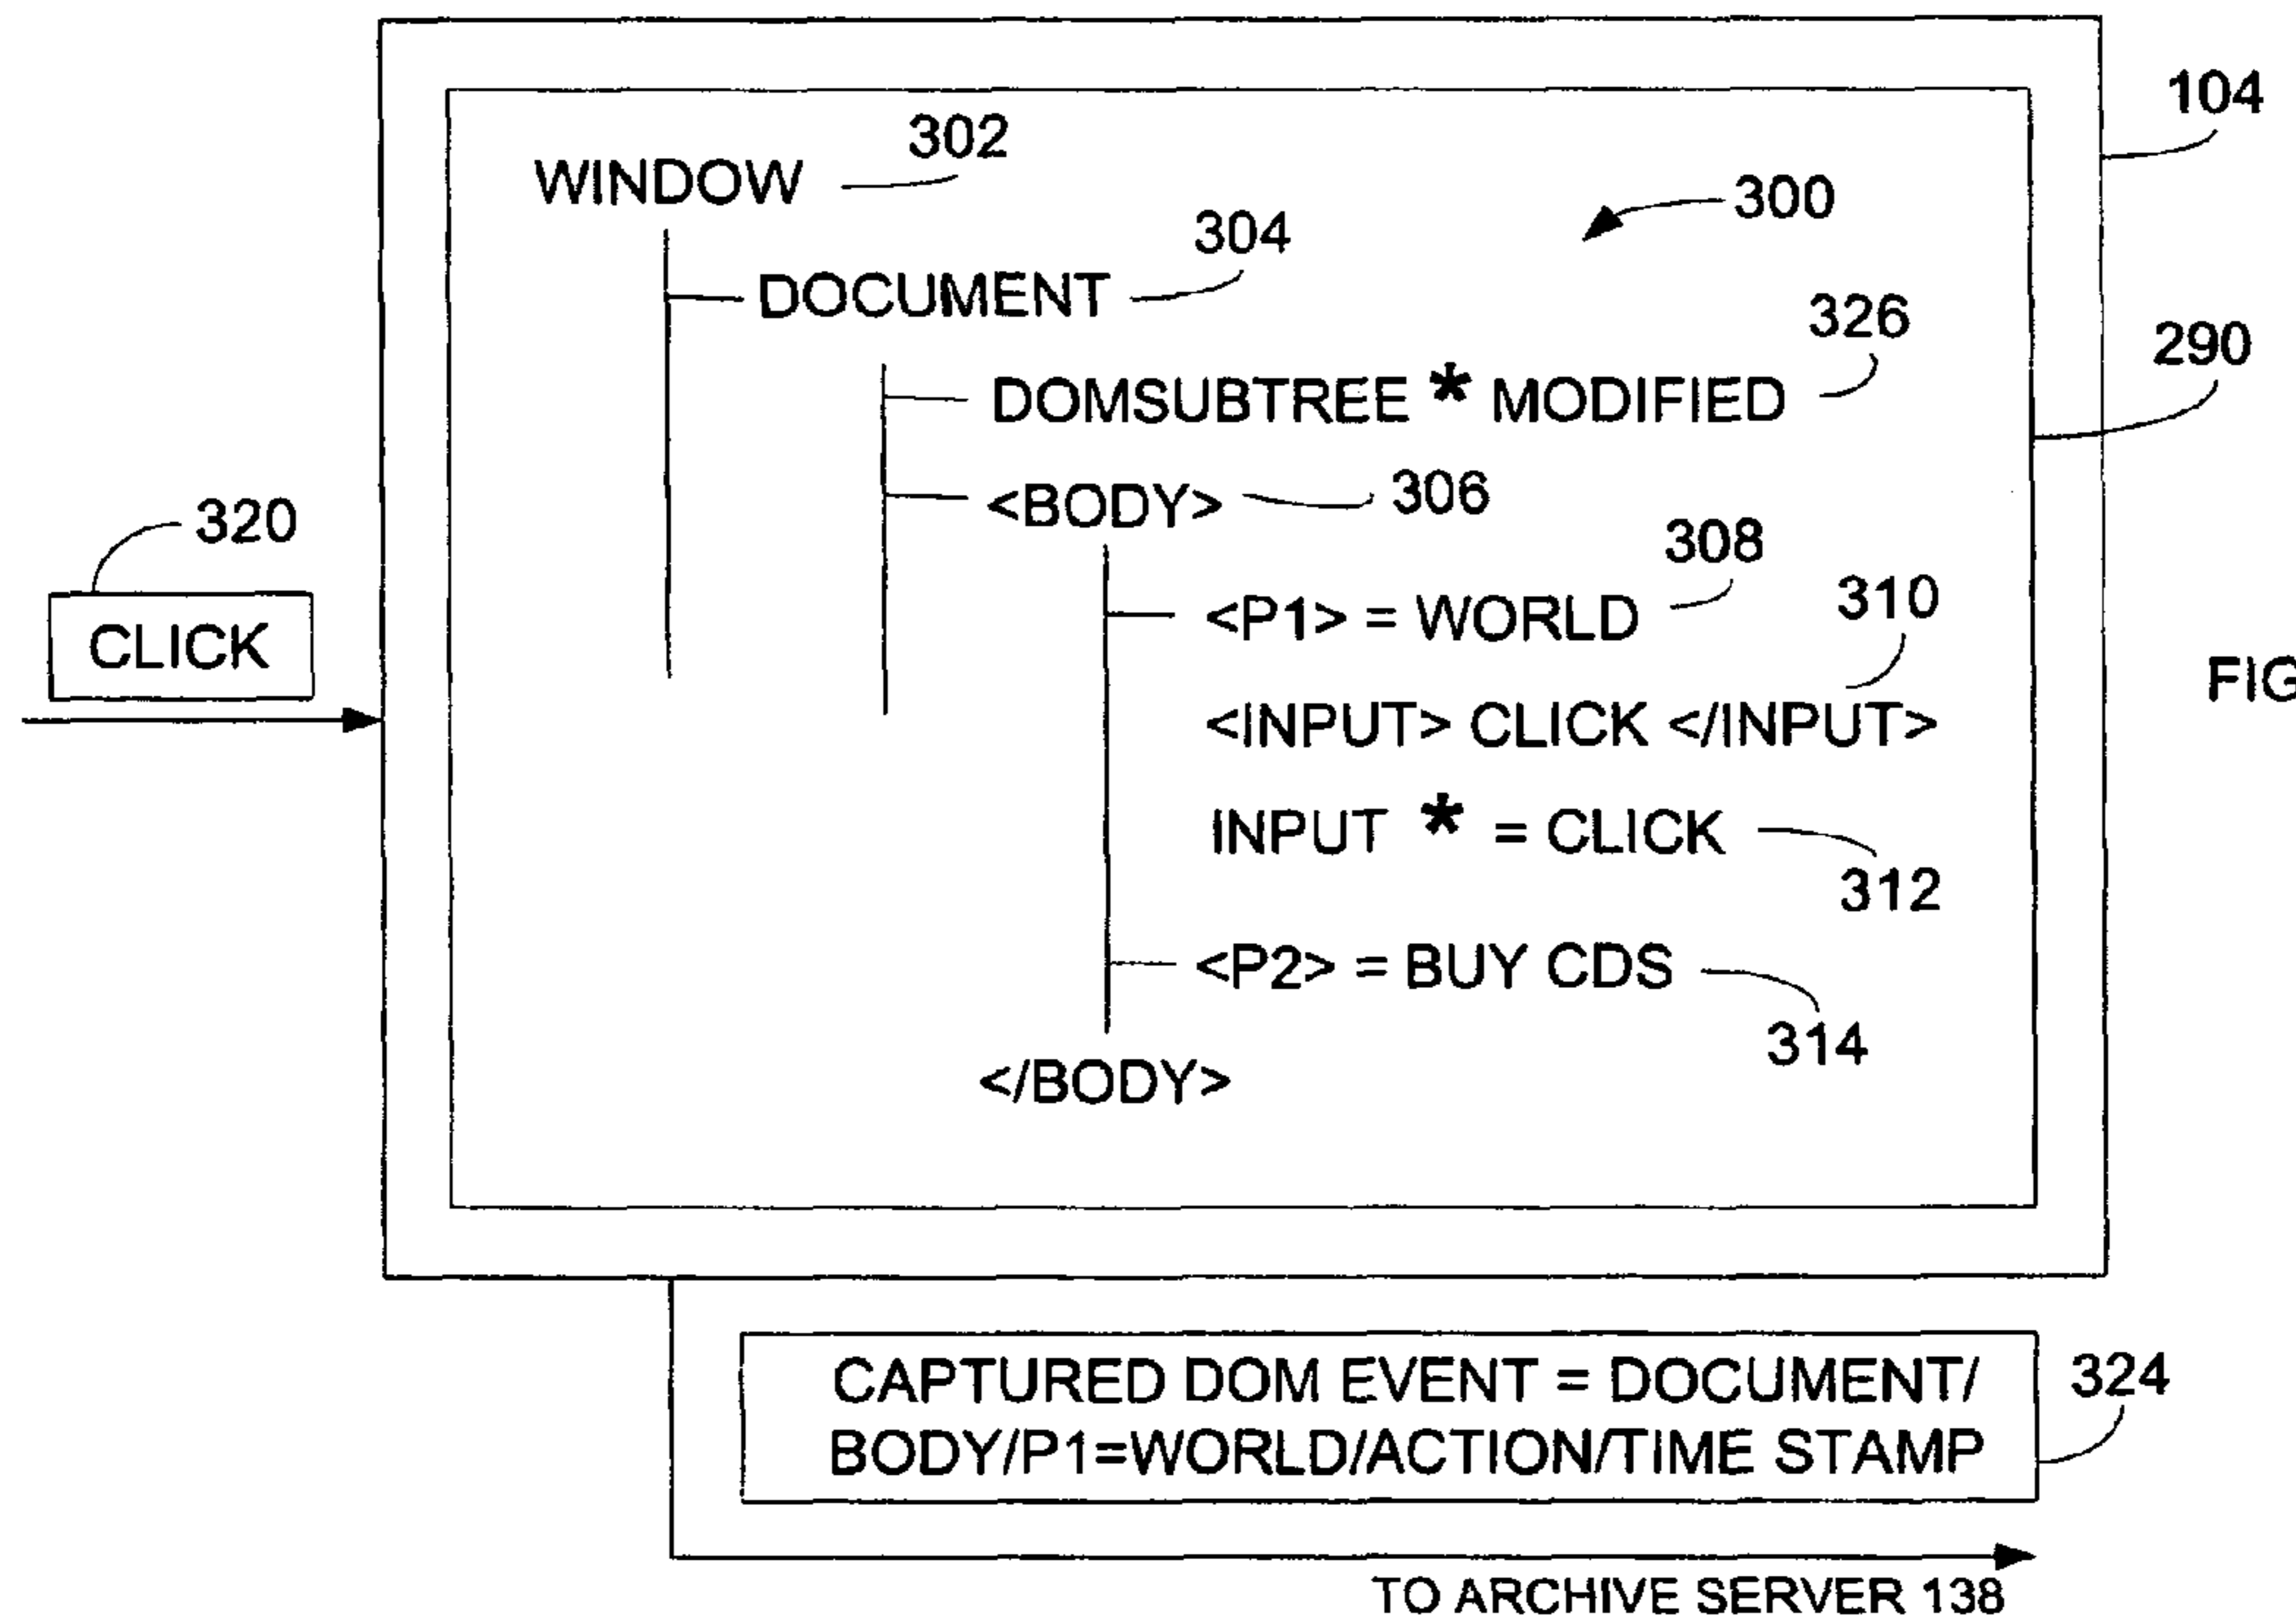 104
302
WINDOW
300
304
DOCUMENT
326
290
DOMSUBTREE * MODIFIED
<BODY>
306
320
308
<P1> = WORLD
310
CLICK
FIG
<INPUT> CLICK </INPUT>
INPUT * = CLICK
312
<P2> = BUY CDS
314
</BODY>
CAPTURED DOM EVENT = DOCUMENT/
BODY/P1=WORLD/ACTION/TIME STAMP
324
TO ARCHIVE SERVER 138